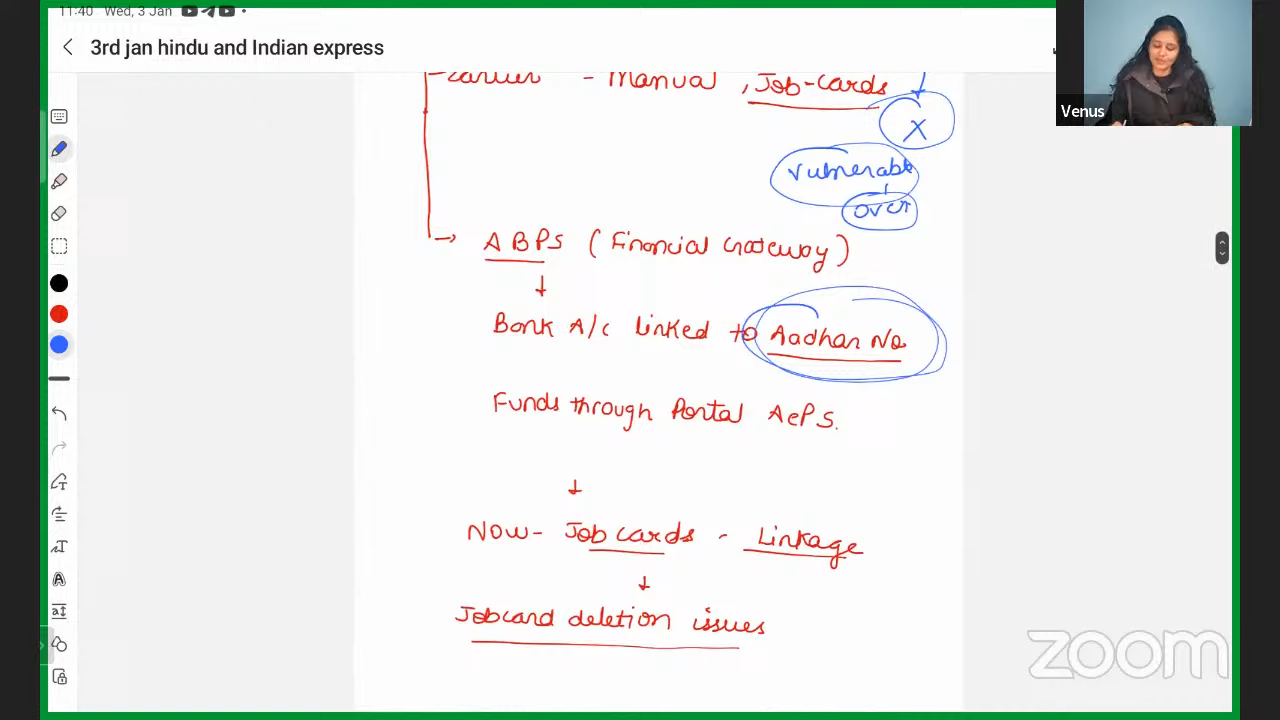 11:40 Wed, 3 Jan
3rd jan hindu and Indian express
Venus
- Earlier - Manual , Job-Cards
X
Vulnerable
over
→ ABPS ( Financial Gateway )
Bank A/c linked to Aadhar No
Funds through Portal AePS.
Now - Job cards - Linkage
Jobcard deletion issues
zoom